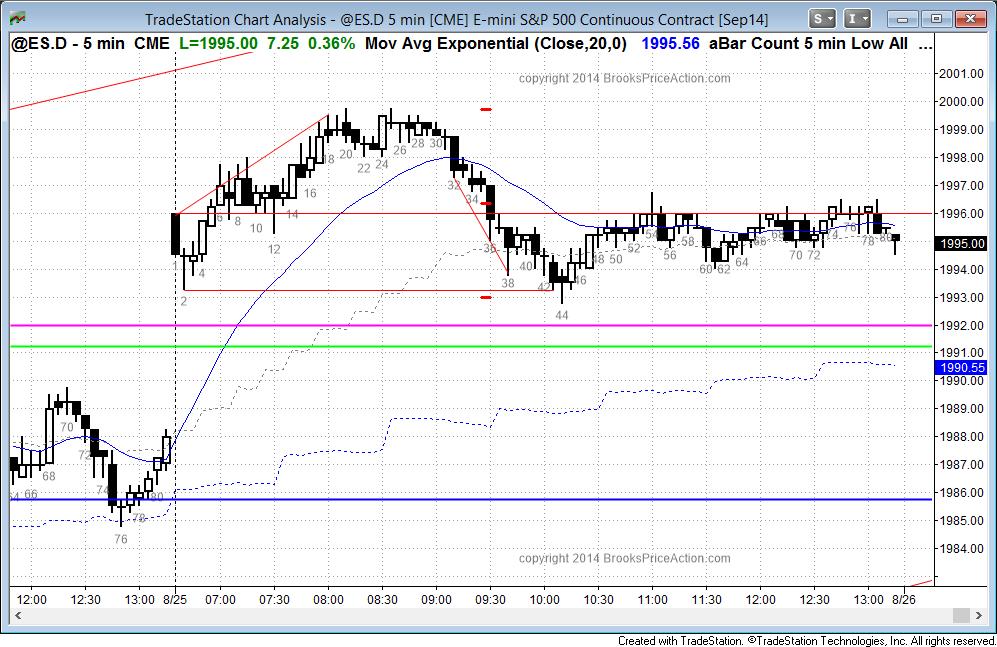 TradeStation Chart Analysis - @ES.D 5 min [CME] E-mini S&P 500 Continuous Contract [Sep14]
S I
@ES.D - 5 min CME L=1995.00 7.25 0.36% Mov Avg Exponential (Close,20,0) 1995.56 aBar Count 5 min Low All ...
copyright 2014 BrooksPriceAction.com
2001.00
2000.00
1999.00
1998.00
1997.00
1996.00
1995.00
1994.00
1993.00
1992.00
1991.00
1990.55
1990.00
1989.00
1988.00
1987.00
1986.00
1985.00
1984.00
18 20 22 24 26 28 30
32 34 36
16
14
6 8 10 12
4
2
38 40 42 44 46 48 50 52 54 56 58 60 62 64
66 68 70 72 74 76 78 80
64 66 68 70 72 74 76 78 80
copyright 2014 BrooksPriceAction.com
12:00 12:30 13:00 8/25 07:00 07:30 08:00 08:30 09:00 09:30 10:00 10:30 11:00 11:30 12:00 12:30 13:00 8/26
Created with TradeStation. ©TradeStation Technologies, Inc. All rights reserved.